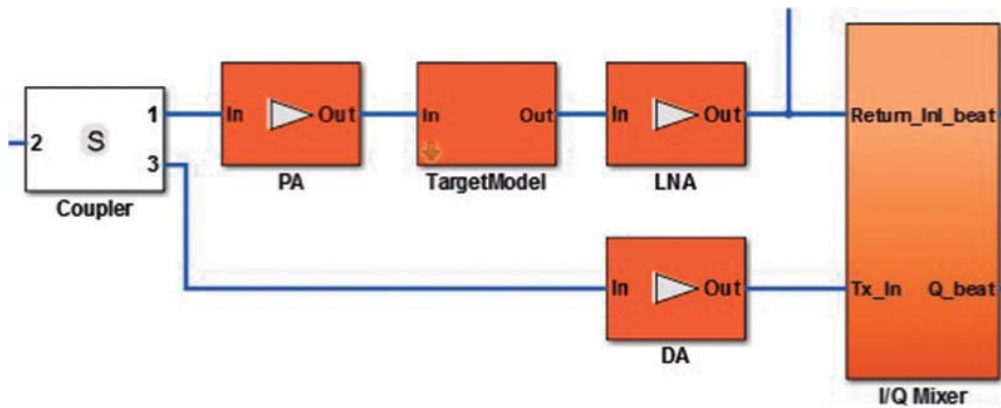 2 S 1
3
Coupler
In Out
PA
In Out
TargetModel
In Out
LNA
In Out
DA
Return_InI_beat
Tx_In Q_beat
I/Q Mixer